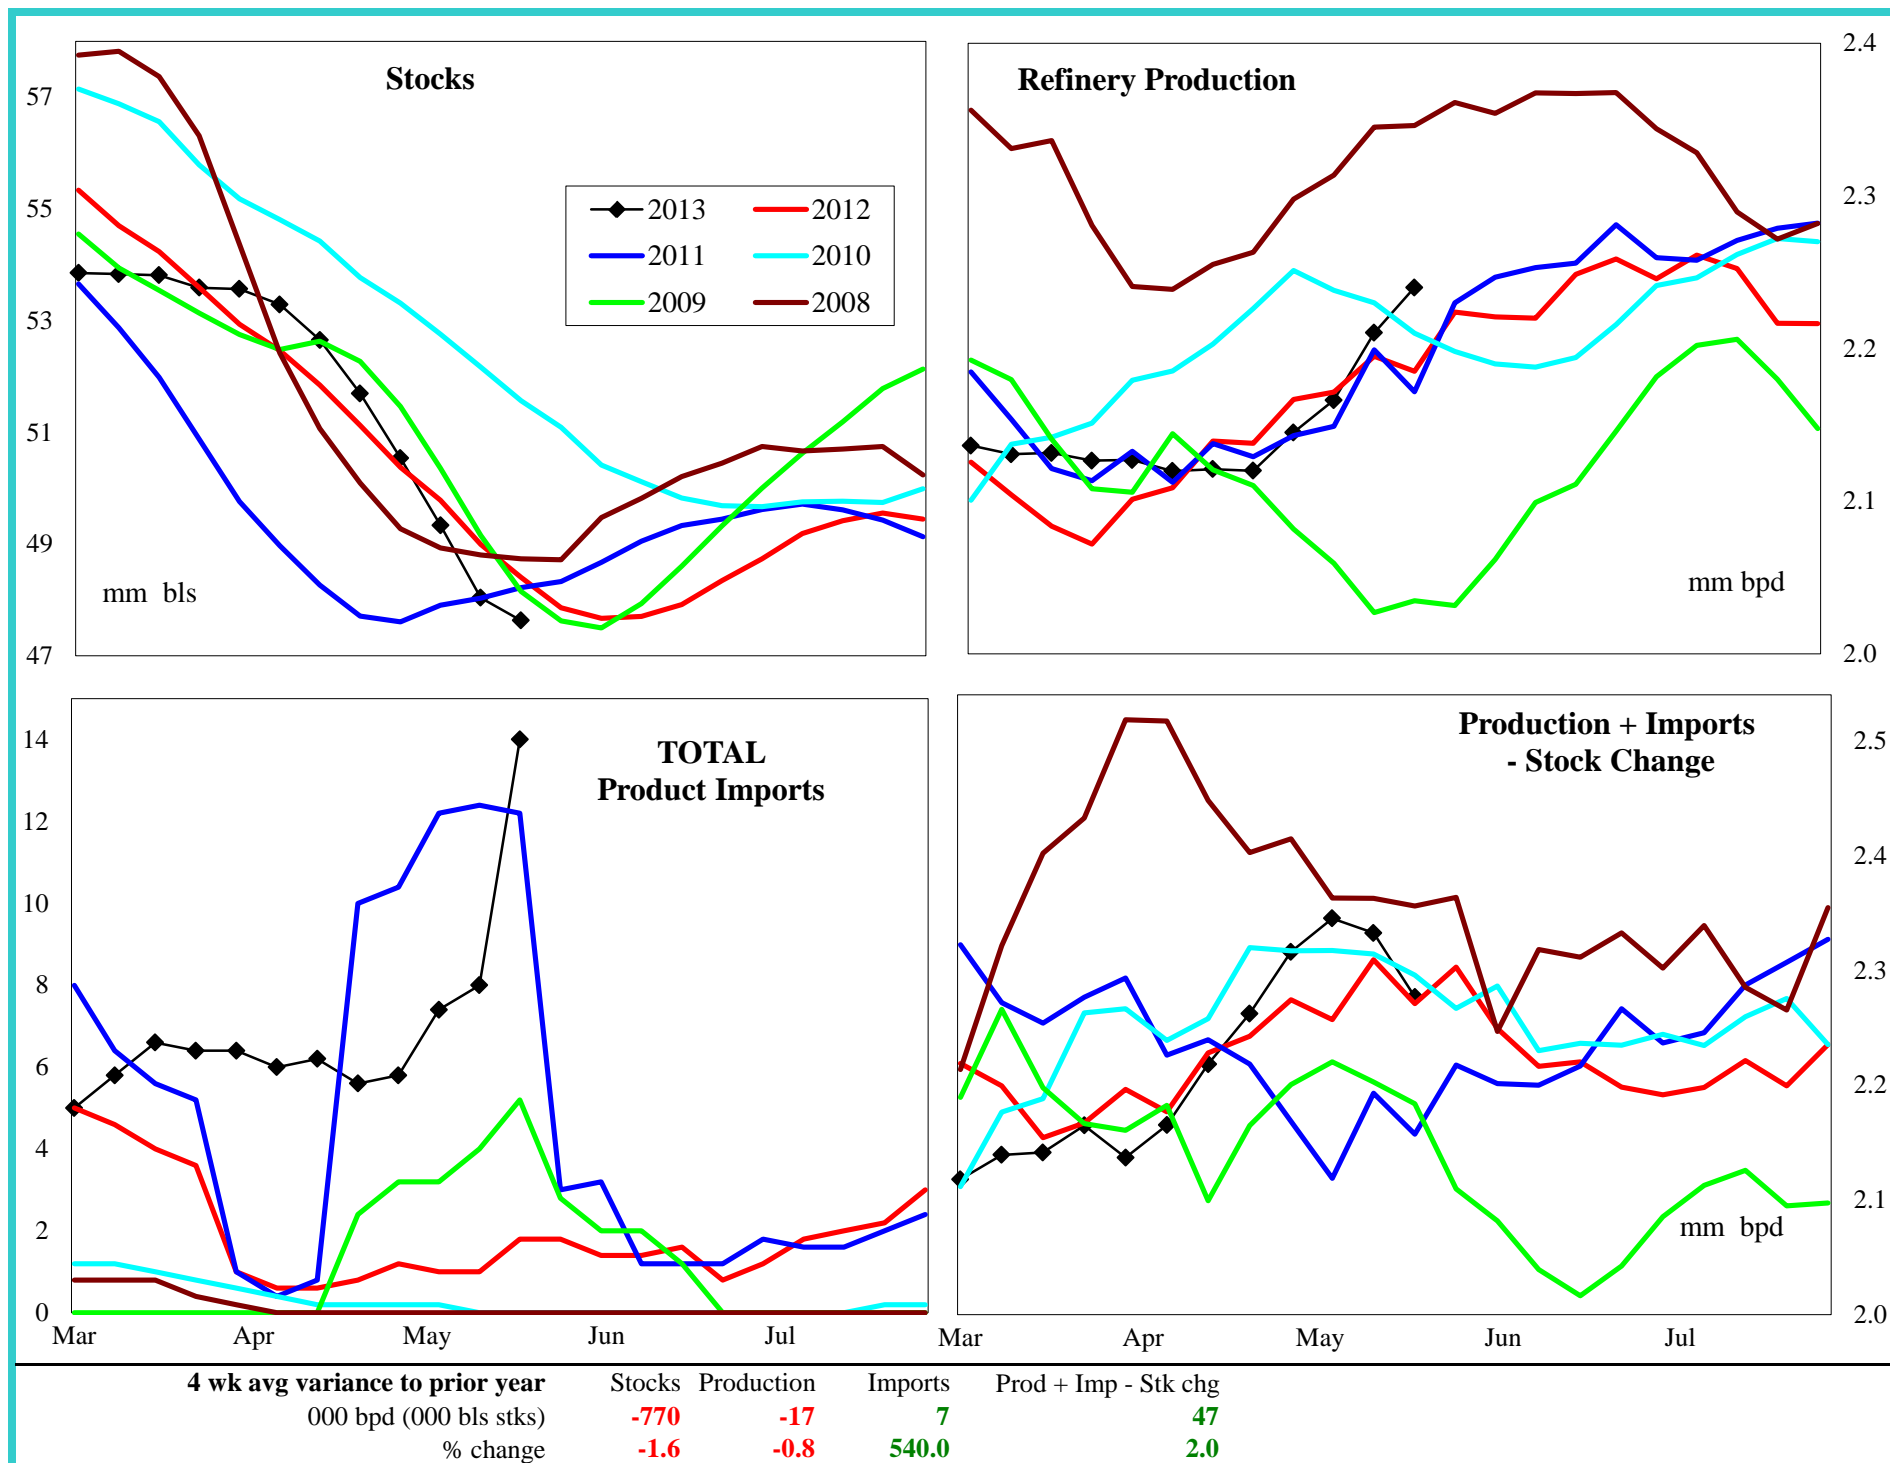 Stocks
57
55
53
51
49
47
mm bls
2013 2012
2011 2010
2009 2008
Refinery Production
2.4
2.3
2.2
2.1
2.0
mm bpd
TOTAL
Product Imports
14
12
10
8
6
4
2
0
Mar Apr May Jun Jul
Production + Imports
- Stock Change
2.5
2.4
2.3
2.2
2.1
2.0
mm bpd
Mar Apr May Jun Jul
4 wk avg variance to prior year Stocks Production Imports Prod + Imp - Stk chg
000 bpd (000 bls stks) -770 -17 7 47
% change -1.6 -0.8 540.0 2.0